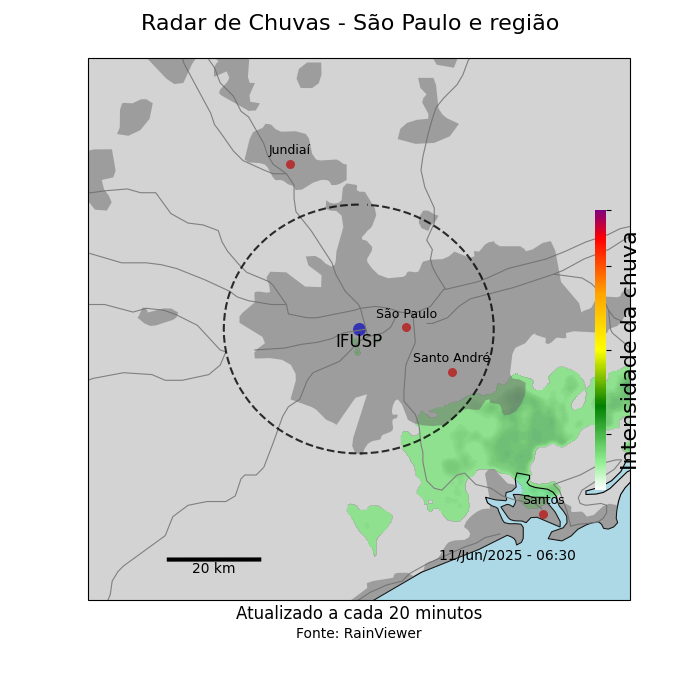 Radar de Chuvas - São Paulo e região
Jundiaí
São Paulo
IFUSP
Santo André
Intensidade da chuva
Santos
11/Jun/2025 - 06:30
20 km
Atualizado a cada 20 minutos
Fonte: RainViewer